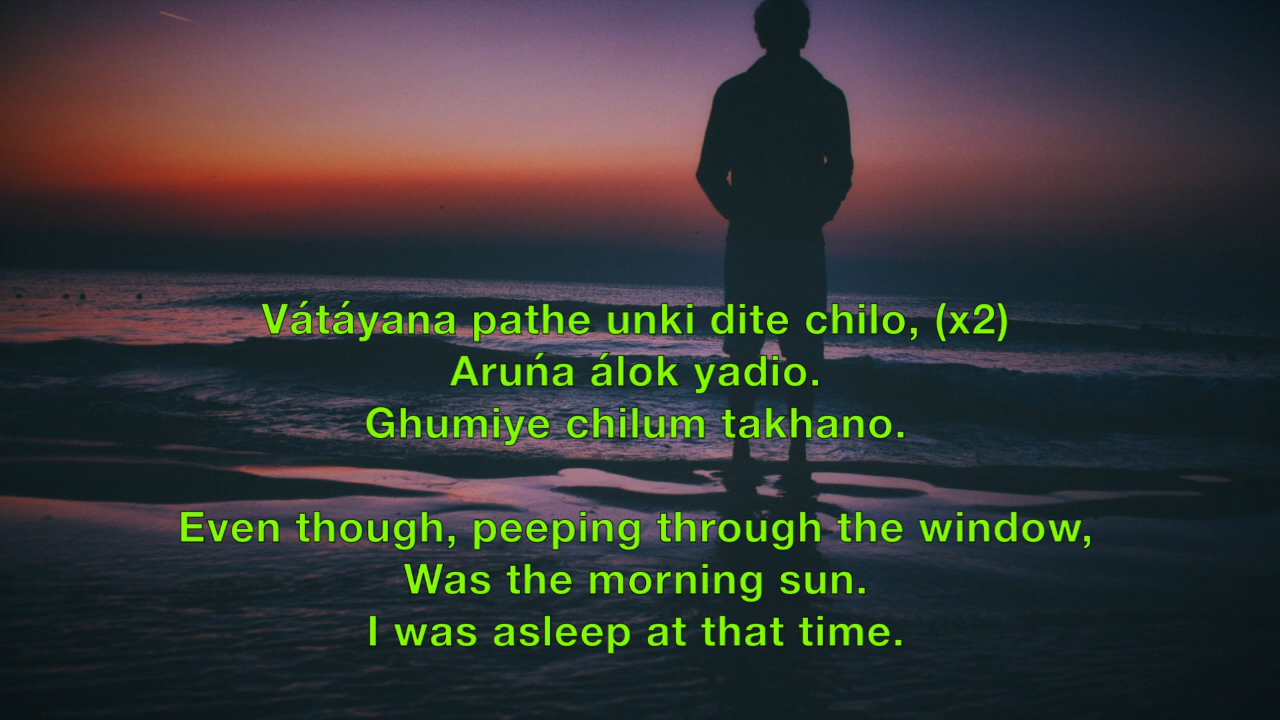 Vátáyana pathe unki dite chilo, (x2)
Aruńa álok yadio.
Ghumiye chilum takhano.
Even though, peeping through the window,
Was the morning sun.
I was asleep at that time.